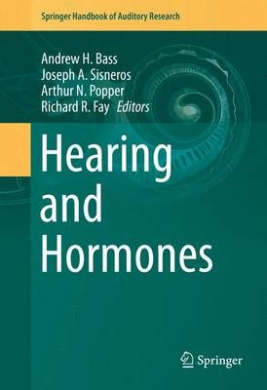 Springer Handbook of Auditory Research
Andrew H. Bass
Joseph A. Sisneros
Arthur N. Popper
Richard R. Fay Editors
Hearing
and
Hormones
Springer